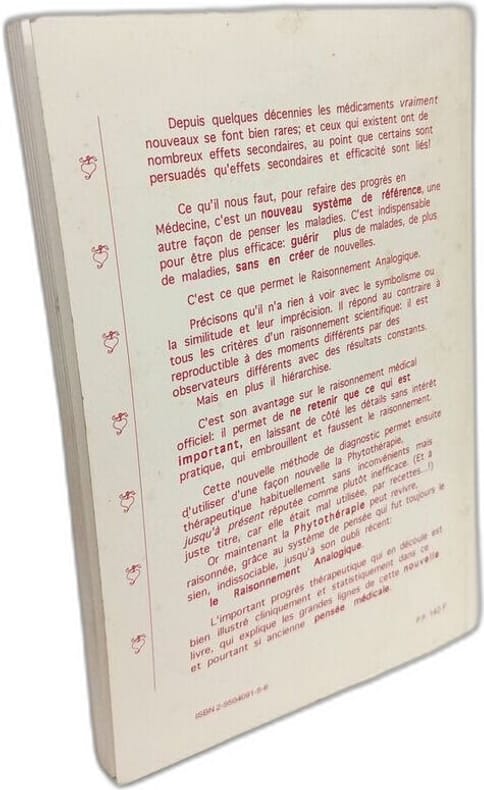 Depuis quelques décennies les médicaments vraiment
nouveaux se font bien rares; et ceux qui existent ont de
nombreux effets secondaires, au point que certains sont
persuadés qu'effets secondaires et efficacité sont liés!
Ce qu'il nous faut, pour refaire des progrès en
Médecine, c'est un nouveau système de référence, une
autre façon de penser les maladies. C'est indispensable
pour être plus efficace: guérir plus de malades, de plus
de maladies, sans en créer de nouvelles.
C'est ce que permet le Raisonnement Analogique.
Précisons qu'il n'a rien à voir avec le symbolisme ou
la similitude et leur imprécision. Il répond au contraire à
tous les critères d'un raisonnement scientifique: il est
reproductible à des moments différents par des
observateurs différents avec des résultats constants.
Mais en plus il hiérarchise.
C'est son avantage sur le raisonnement médical
officiel: il permet de ne retenir que ce qui est
important, en laissant de côté les détails sans intérêt
pratique, qui embrouillent et faussent le raisonnement.
Cette nouvelle méthode de diagnostic permet ensuite
d'utiliser d'une façon nouvelle la Phytothérapie,
thérapeutique habituellement sans inconvénients mais
jusqu'à présent réputée comme plutôt inefficace. (Et à
juste titre, car elle était mal utilisée, par recettes...!)
Or maintenant la Phytothérapie peut revivre,
raisonnée, grâce au système de pensée qui fut toujours le
sien, indissociable, jusqu'à son oubli récent:
le Raisonnement Analogique.
L'important progrès thérapeutique qui en découle est
bien illustré cliniquement et statistiquement dans ce
livre, qui explique les grandes lignes de cette nouvelle
et pourtant si ancienne pensée médicale.
P.P. 140 F